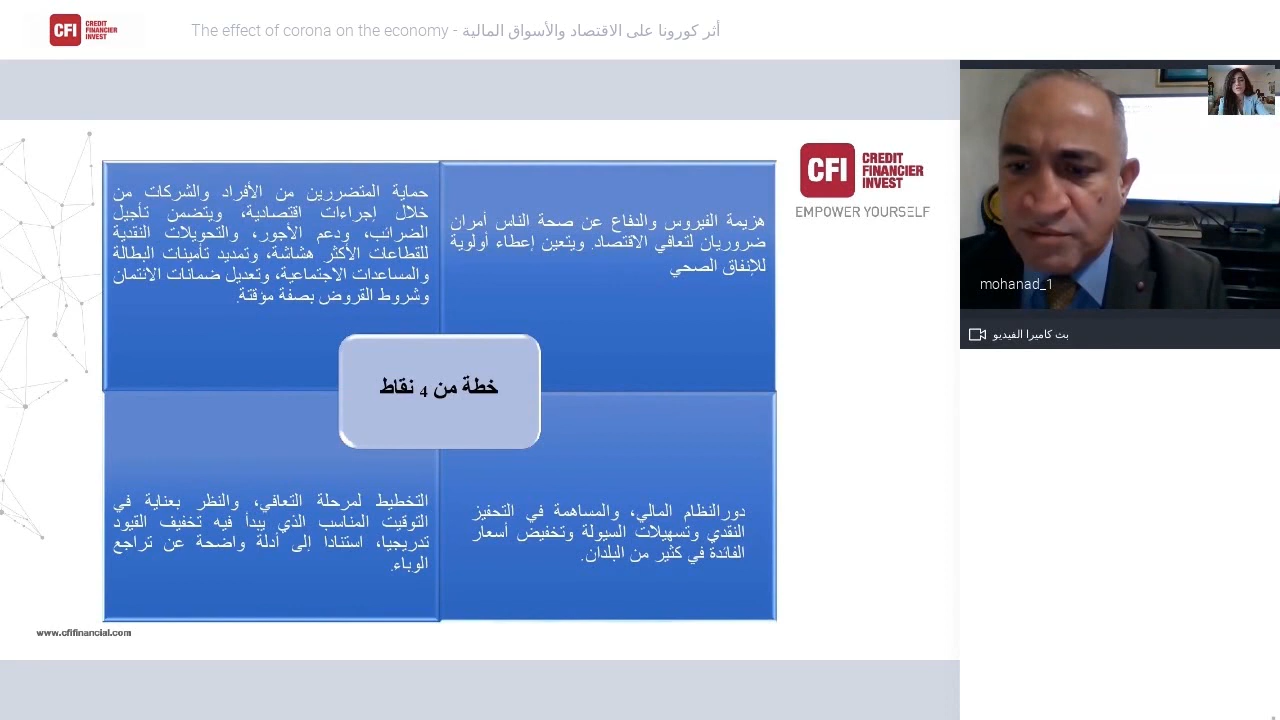 CFI CREDIT
FINANCIER
INVEST
The effect of corona on the economy - أثر كورونا على الاقتصاد والأسواق المالية
CFI CREDIT
FINANCIER
INVEST
EMPOWER YOURSELF
هزيمة الفيروس والدفاع عن صحة الناس أمران
ضروريان لتعافي الاقتصاد. ويتعين إعطاء أولوية
للإنفاق الصحي
حماية المتضررين من الأفراد والشركات من
خلال إجراءات اقتصادية، ويتضمن تأجيل
الضرائب، ودعم الأجور، والتحويلات النقدية
للقطاعات الأكثر هشاشة، وتمديد تأمينات البطالة
والمساعدات الاجتماعية، وتعديل ضمانات الائتمان
وشروط القروض بصفة مؤقتة.
خطة من 4 نقاط
دورالنظام المالي، والمساهمة في التحفيز
النقدي وتسهيلات السيولة وتخفيض أسعار
الفائدة في كثير من البلدان.
التخطيط لمرحلة التعافي، والنظر بعناية في
التوقيت المناسب الذي يبدأ فيه تخفيف القيود
تدريجيا، استنادا إلى أدلة واضحة عن تراجع
الوباء.
www.cfifinancial.com
mohanad_1
بث كاميرا الفيديو